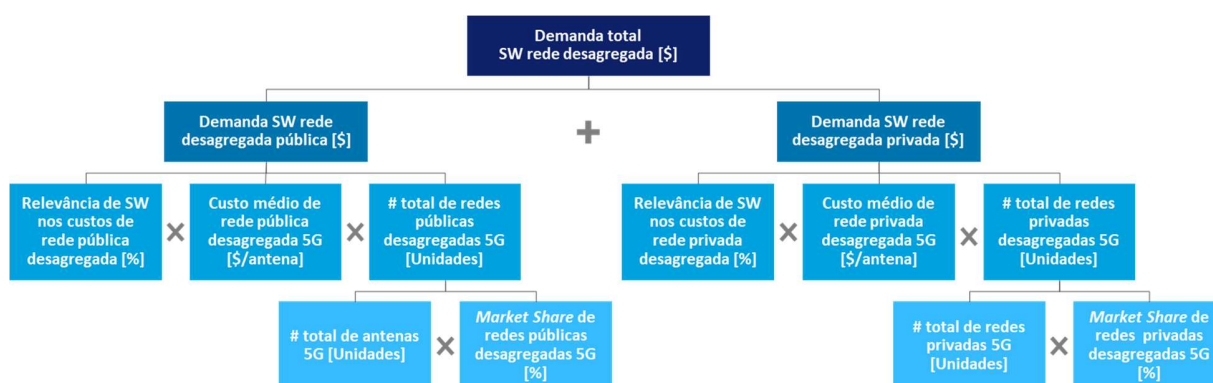 Demanda total
SW rede desagregada [$]
Demanda SW rede
desagregada pública [$]
+
Demanda SW rede
desagregada privada [$]
Relevância de SW
nos custos de
rede pública
desagregada [%]
×
Custo médio de
rede pública
desagregada 5G
[$/antena]
×
# total de redes
públicas
desagregadas 5G
[Unidades]
Relevância de SW
nos custos de
rede privada
desagregada [%]
×
Custo médio de
rede privada
desagregada 5G
[$/antena]
×
# total de redes
privadas
desagregadas 5G
[Unidades]
# total de antenas
5G [Unidades]
×
Market Share de
redes públicas
desagregadas 5G
[%]
# total de redes
privadas 5G
[Unidades]
×
Market Share de
redes privadas
desagregadas 5G
[%]